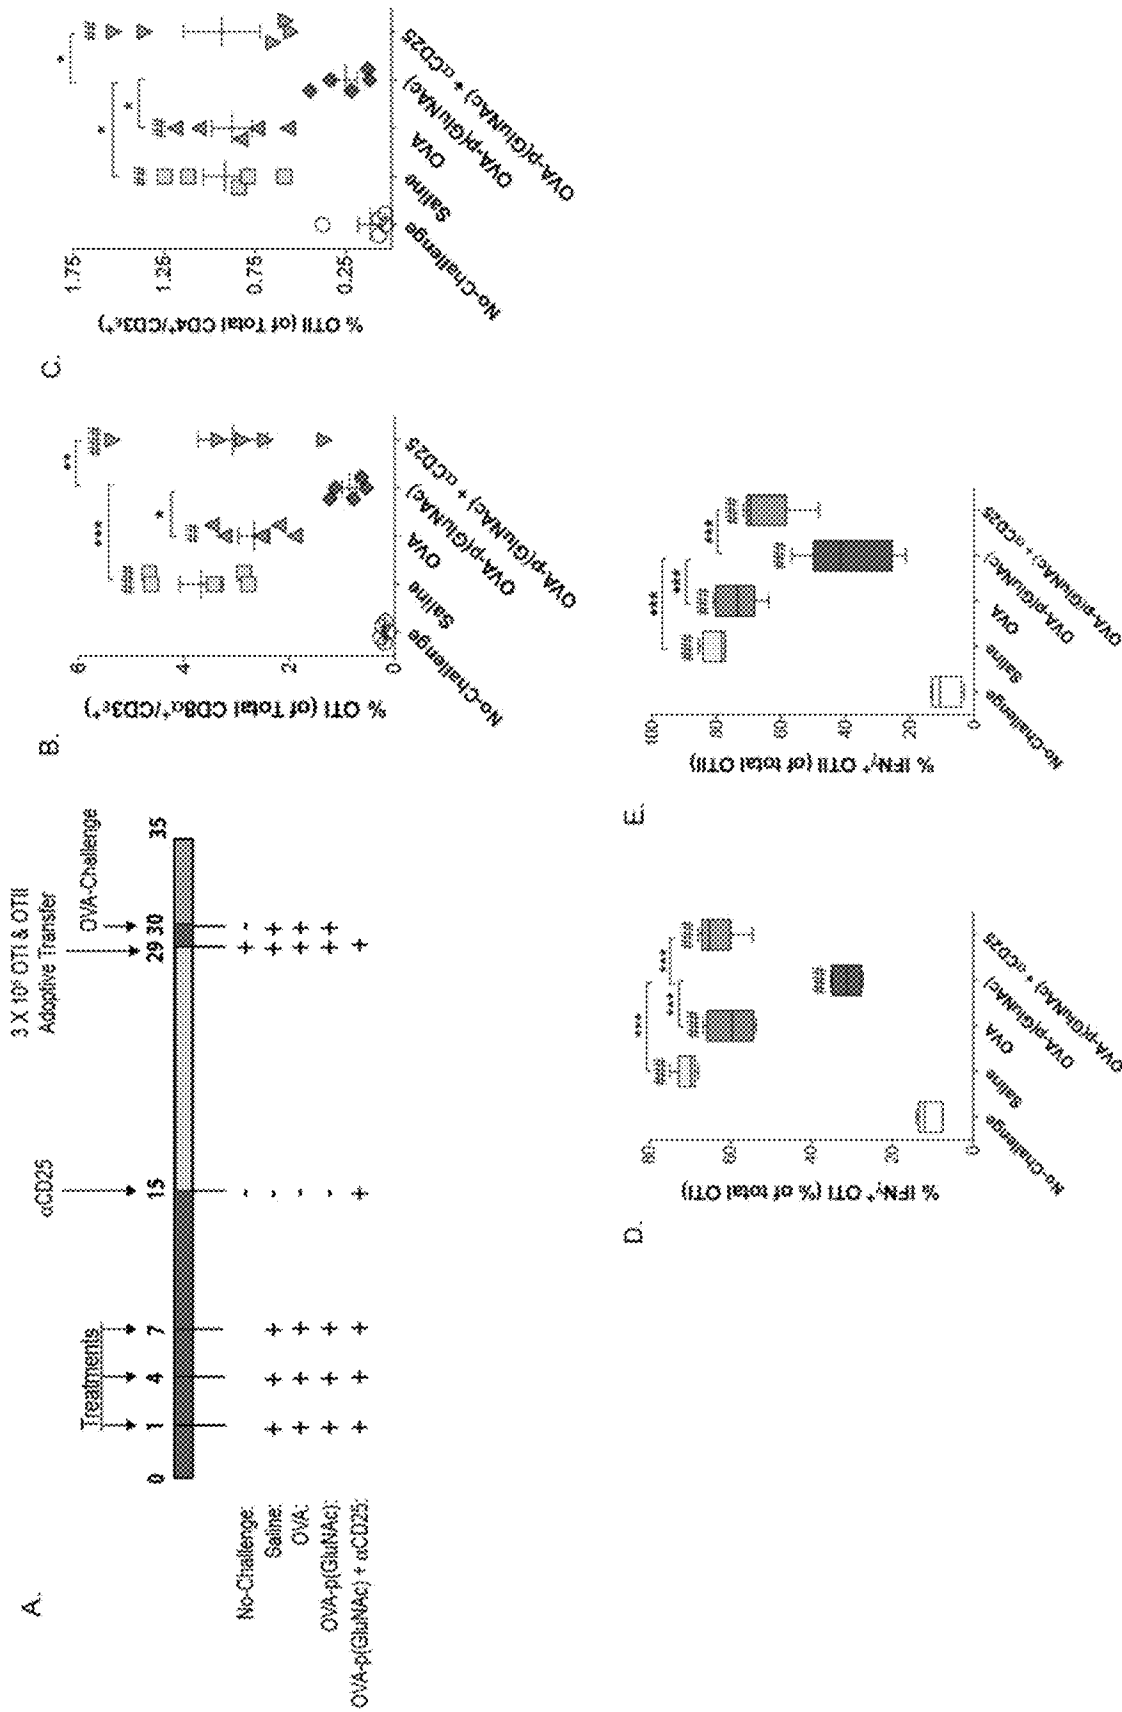 A.
3 X 10⁵ OTI & OTII
Adoptive Transfer
αCD25
Treatments
OVA-Challenge
0 1 4 7 15 29 30 35
No-Challenge: + -
Saline: + + + - + +
OVA: + + + - + +
OVA-p(GluNAc): + + + - + +
OVA-p(GluNAc) + αCD25: + + + + +
B.
% OTI (of Total CD8α⁺/CD3ε⁺)
6
4
2
0
***
*
**
###
##
###
No-Challenge
Saline
OVA
OVA-p(GluNAc)
OVA-p(GluNAc) + αCD25
C.
% OTII (of Total CD4⁺/CD3ε⁺)
1.75
1.25
0.75
0.25
*
*
*
##
##
###
No-Challenge
Saline
OVA
OVA-p(GluNAc)
OVA-p(GluNAc) + αCD25
D.
% IFNγ⁺ OTI (% of total OTI)
80
60
40
20
0
***
***
***
###
###
###
###
No-Challenge
Saline
OVA
OVA-p(GluNAc)
OVA-p(GluNAc) + αCD25
E.
% IFNγ⁺ OTII (of total OTII)
100
80
60
40
20
0
***
***
***
###
###
###
###
No-Challenge
Saline
OVA
OVA-p(GluNAc)
OVA-p(GluNAc) + αCD25